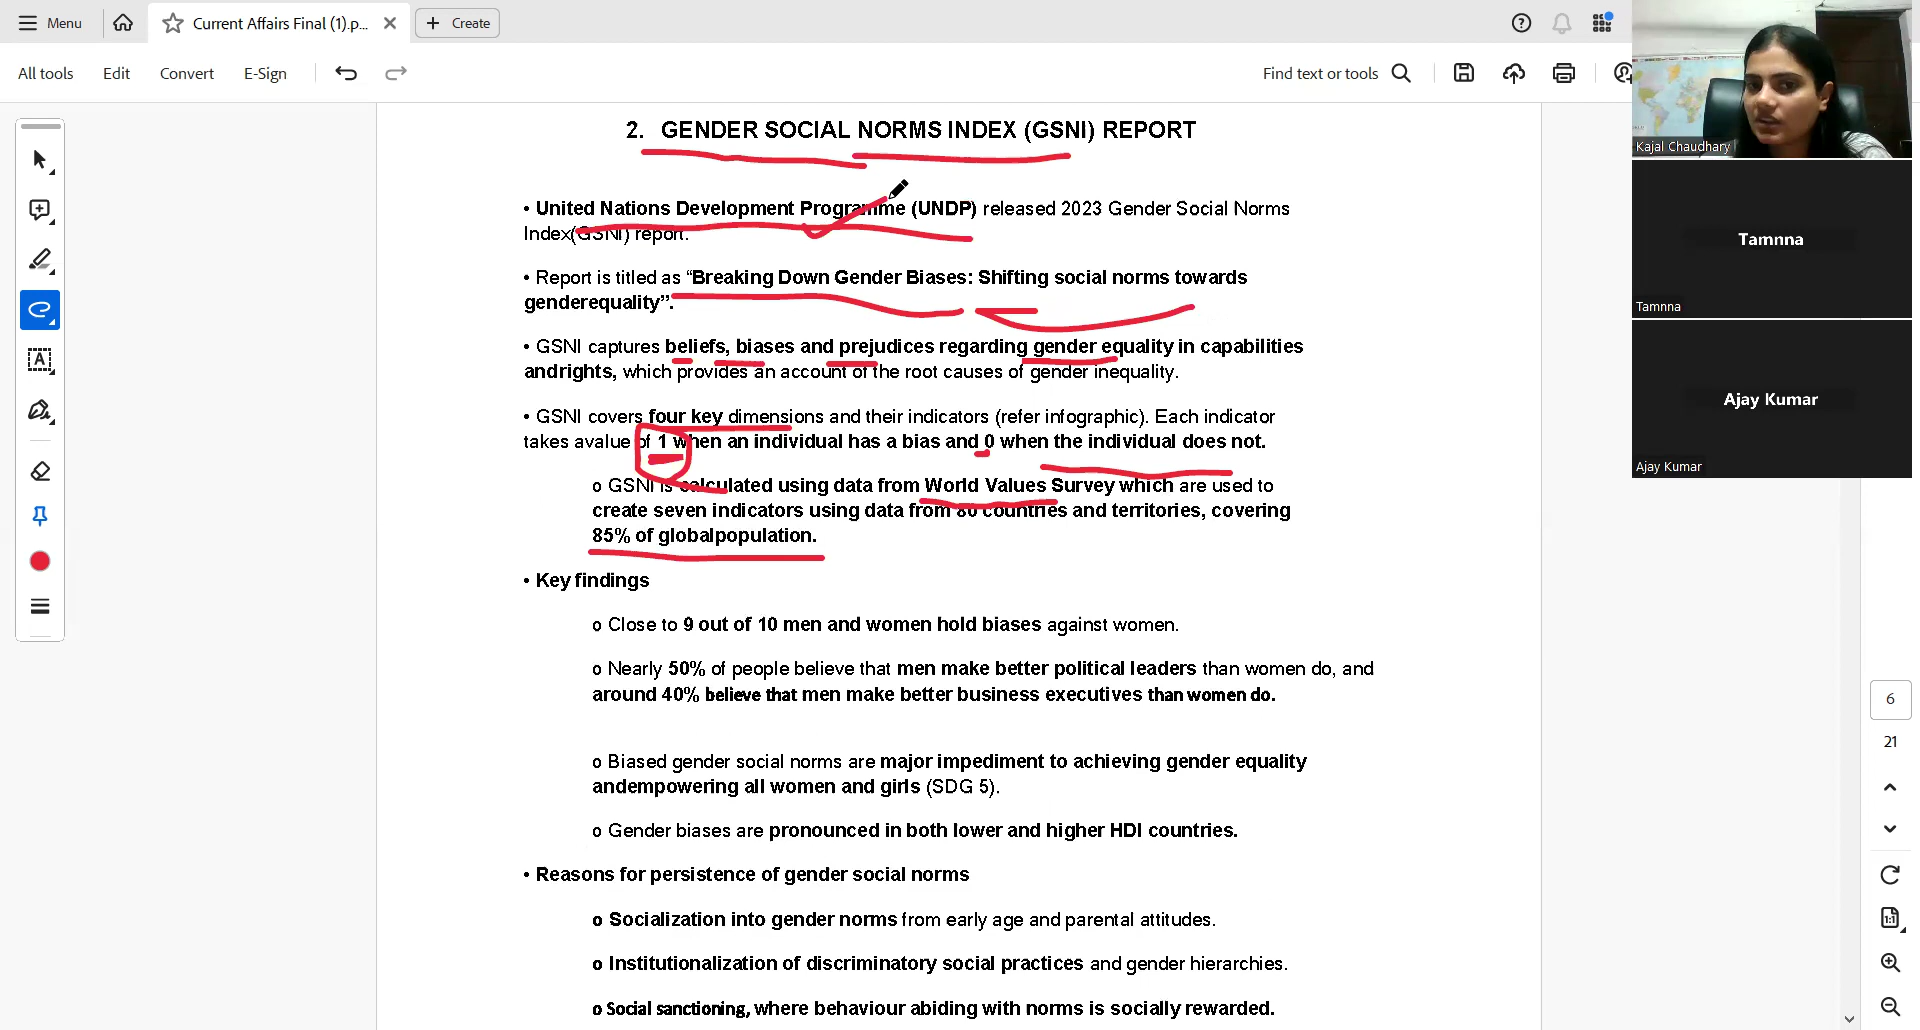 Menu
Current Affairs Final (1).p...
Create
All tools
Edit
Convert
E-Sign
Find text or tools
2. GENDER SOCIAL NORMS INDEX (GSNI) REPORT
• United Nations Development Programme (UNDP) released 2023 Gender Social Norms
Index(GSNI) report.
• Report is titled as “Breaking Down Gender Biases: Shifting social norms towards
genderequality”.
• GSNI captures beliefs, biases and prejudices regarding gender equality in capabilities
andrights, which provides an account of the root causes of gender inequality.
• GSNI covers four key dimensions and their indicators (refer infographic). Each indicator
takes avalue of 1 when an individual has a bias and 0 when the individual does not.
o GSNI is calculated using data from World Values Survey which are used to
create seven indicators using data from 80 countries and territories, covering
85% of globalpopulation.
• Key findings
o Close to 9 out of 10 men and women hold biases against women.
o Nearly 50% of people believe that men make better political leaders than women do, and
around 40% believe that men make better business executives than women do.
o Biased gender social norms are major impediment to achieving gender equality
andempowering all women and girls (SDG 5).
o Gender biases are pronounced in both lower and higher HDI countries.
• Reasons for persistence of gender social norms
o Socialization into gender norms from early age and parental attitudes.
o Institutionalization of discriminatory social practices and gender hierarchies.
o Social sanctioning, where behaviour abiding with norms is socially rewarded.
Kajal Chaudhary
Tamnna
Tamnna
Ajay Kumar
Ajay Kumar
6
21
1:1